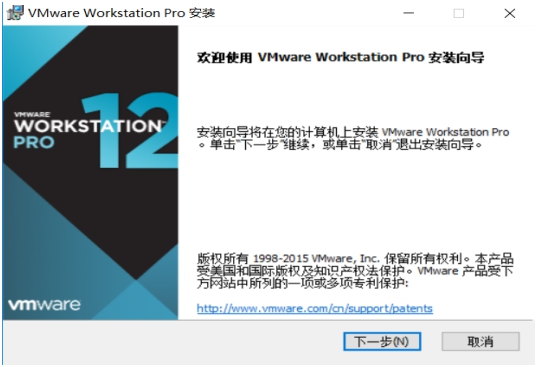 VMware Workstation Pro 安装
欢迎使用 VMware Workstation Pro 安装向导
VMWARE
WORKSTATION
PRO
12
安装向导将在您的计算机上安装 VMware Workstation Pro
。单击“下一步”继续，或单击“取消”退出安装向导。
版权所有 1998-2015 VMware, Inc. 保留所有权利。本产品
受美国和国际版权及知识产权法保护。VMware 产品受下
方网站中所列的一项或多项专利保护:
http://www.vmware.com/cn/support/patents
vmware
下一步(N)
取消